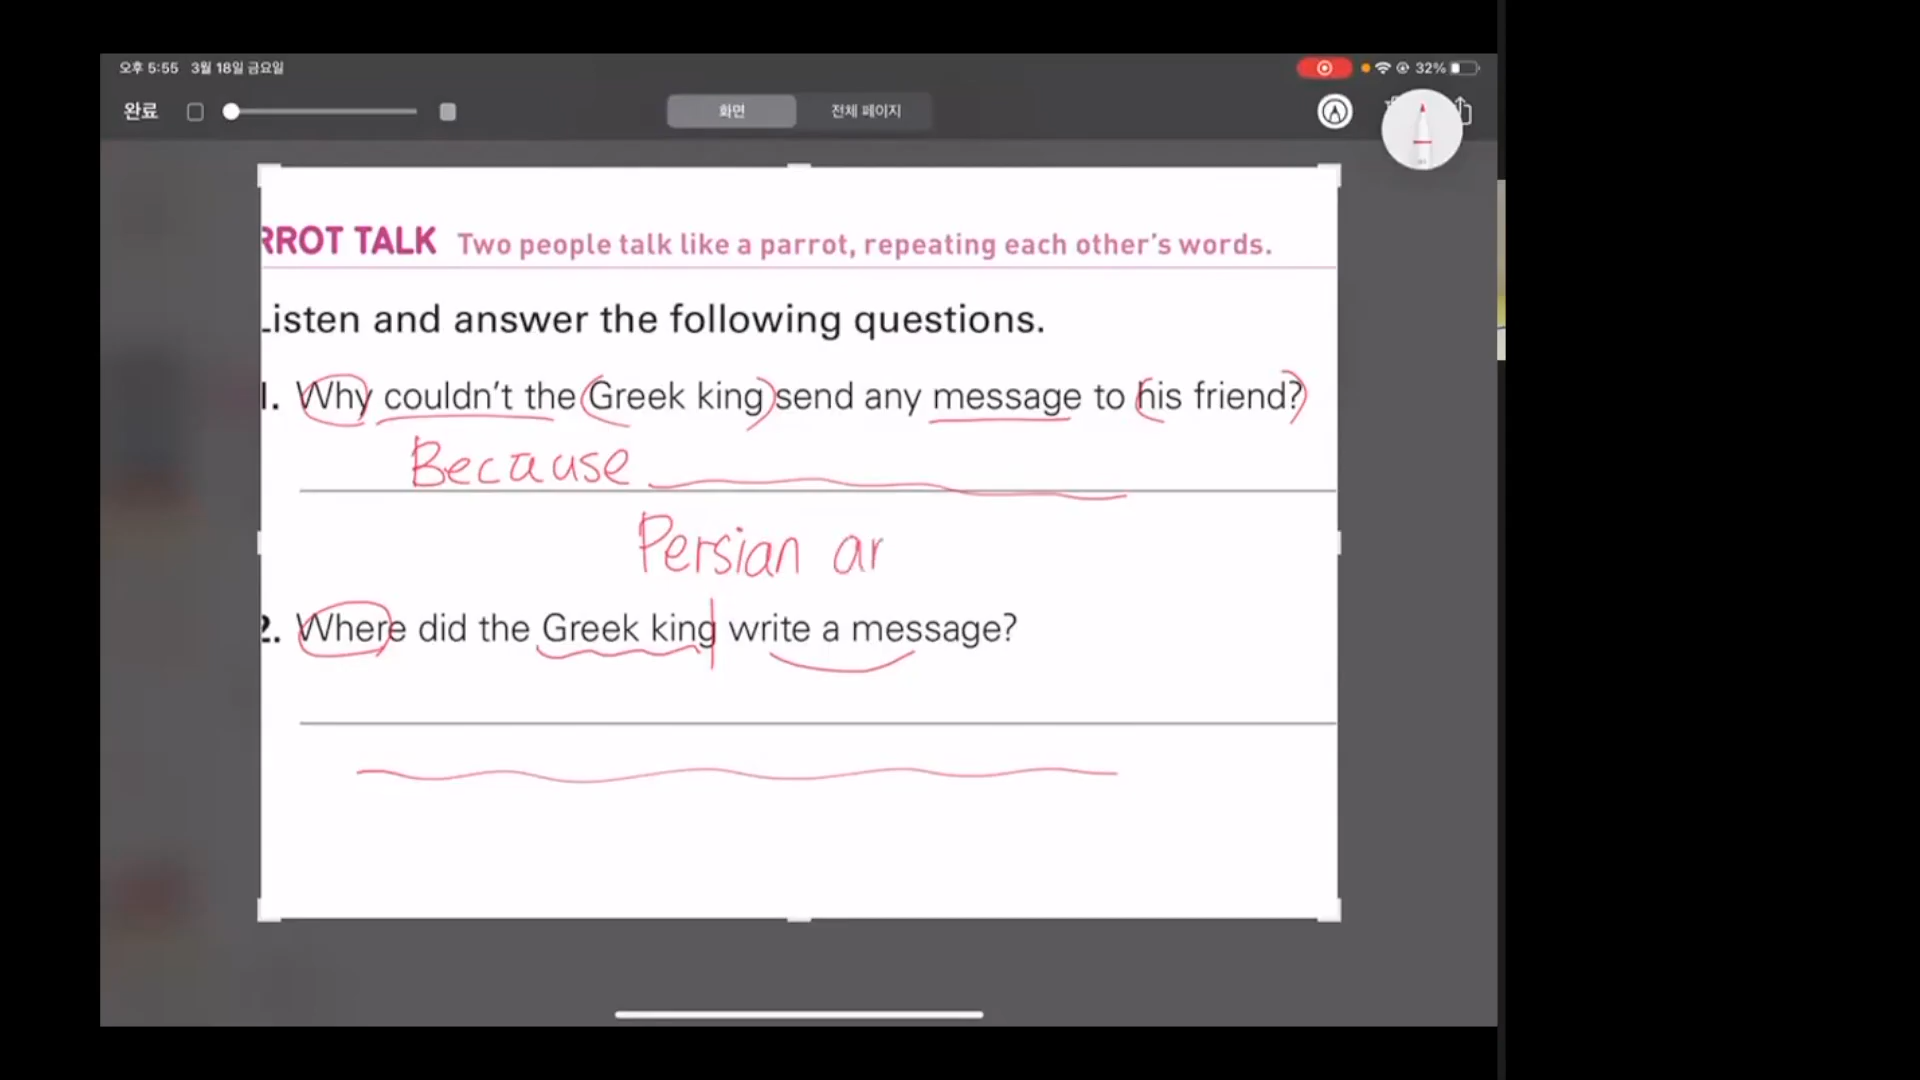 오후 5:55 3월 18일 금요일 32%
완료 화면 전체 페이지
RROT TALK Two people talk like a parrot, repeating each other's words.
Listen and answer the following questions.
1. Why couldn't the Greek king send any message to his friend?
Because
Persian ar
2. Where did the Greek king write a message?